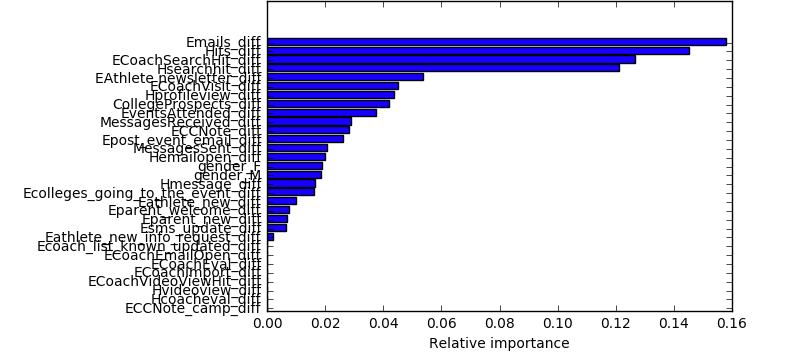 Emails_diff
Hits_diff
ECoachSearchHit_diff
Hsearchhit_diff
EAthlete_newsletter_diff
ECoachVisit_diff
Hprofileview_diff
CollegeProspects_diff
EventsAttended_diff
MessagesReceived_diff
ECCNote_diff
Epost_event_email_diff
MessagesSent_diff
Hemailopen_diff
gender_F
gender_M
Hmessage_diff
Ecolleges_going_to_the_event_diff
Eathlete_new_diff
Eparent_welcome_diff
Eparent_new_diff
Esms_update_diff
Eathlete_new_info_request_diff
Ecoach_list_known_updated_diff
ECoachEmailOpen_diff
ECoachEval_diff
ECoachImport_diff
ECoachVideoViewHit_diff
Hvideoview_diff
Hcoacheval_diff
ECCNote_camp_diff
0.00 0.02 0.04 0.06 0.08 0.10 0.12 0.14 0.16
Relative importance